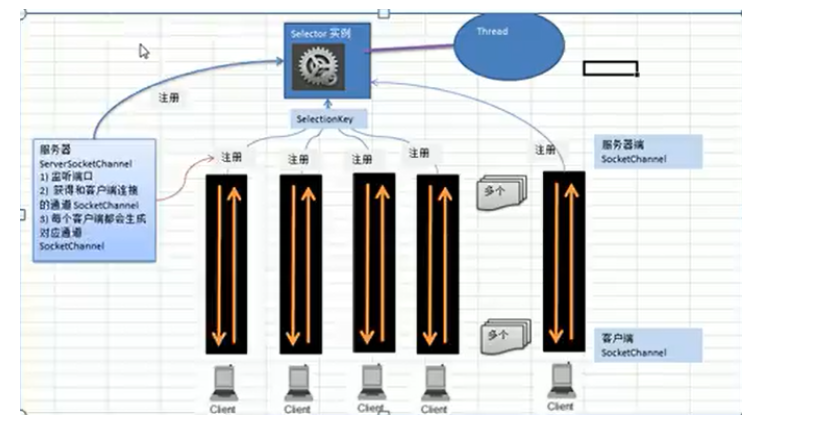 Selector 实例
Thread
注册
SelectionKey
服务器
ServerSocketChannel
1) 监听端口
2) 获得和客户端连接
的通道 SocketChannel
3) 每个客户端都会生成
对应通道
SocketChannel
注册
注册
注册
注册
注册
服务器端
SocketChannel
多个
多个
客户端
SocketChannel
Client
Client
Client
Client
Client